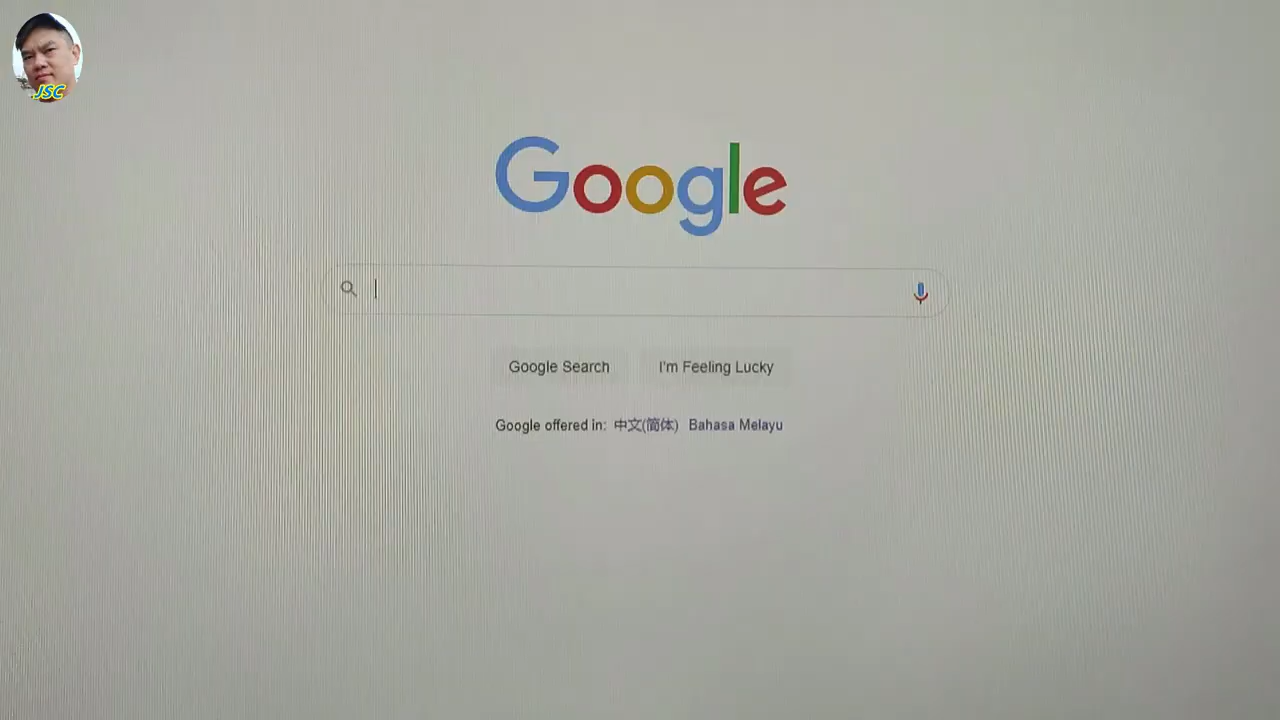 JSC
Google
Google Search I'm Feeling Lucky
Google offered in: 中文(简体) Bahasa Melayu